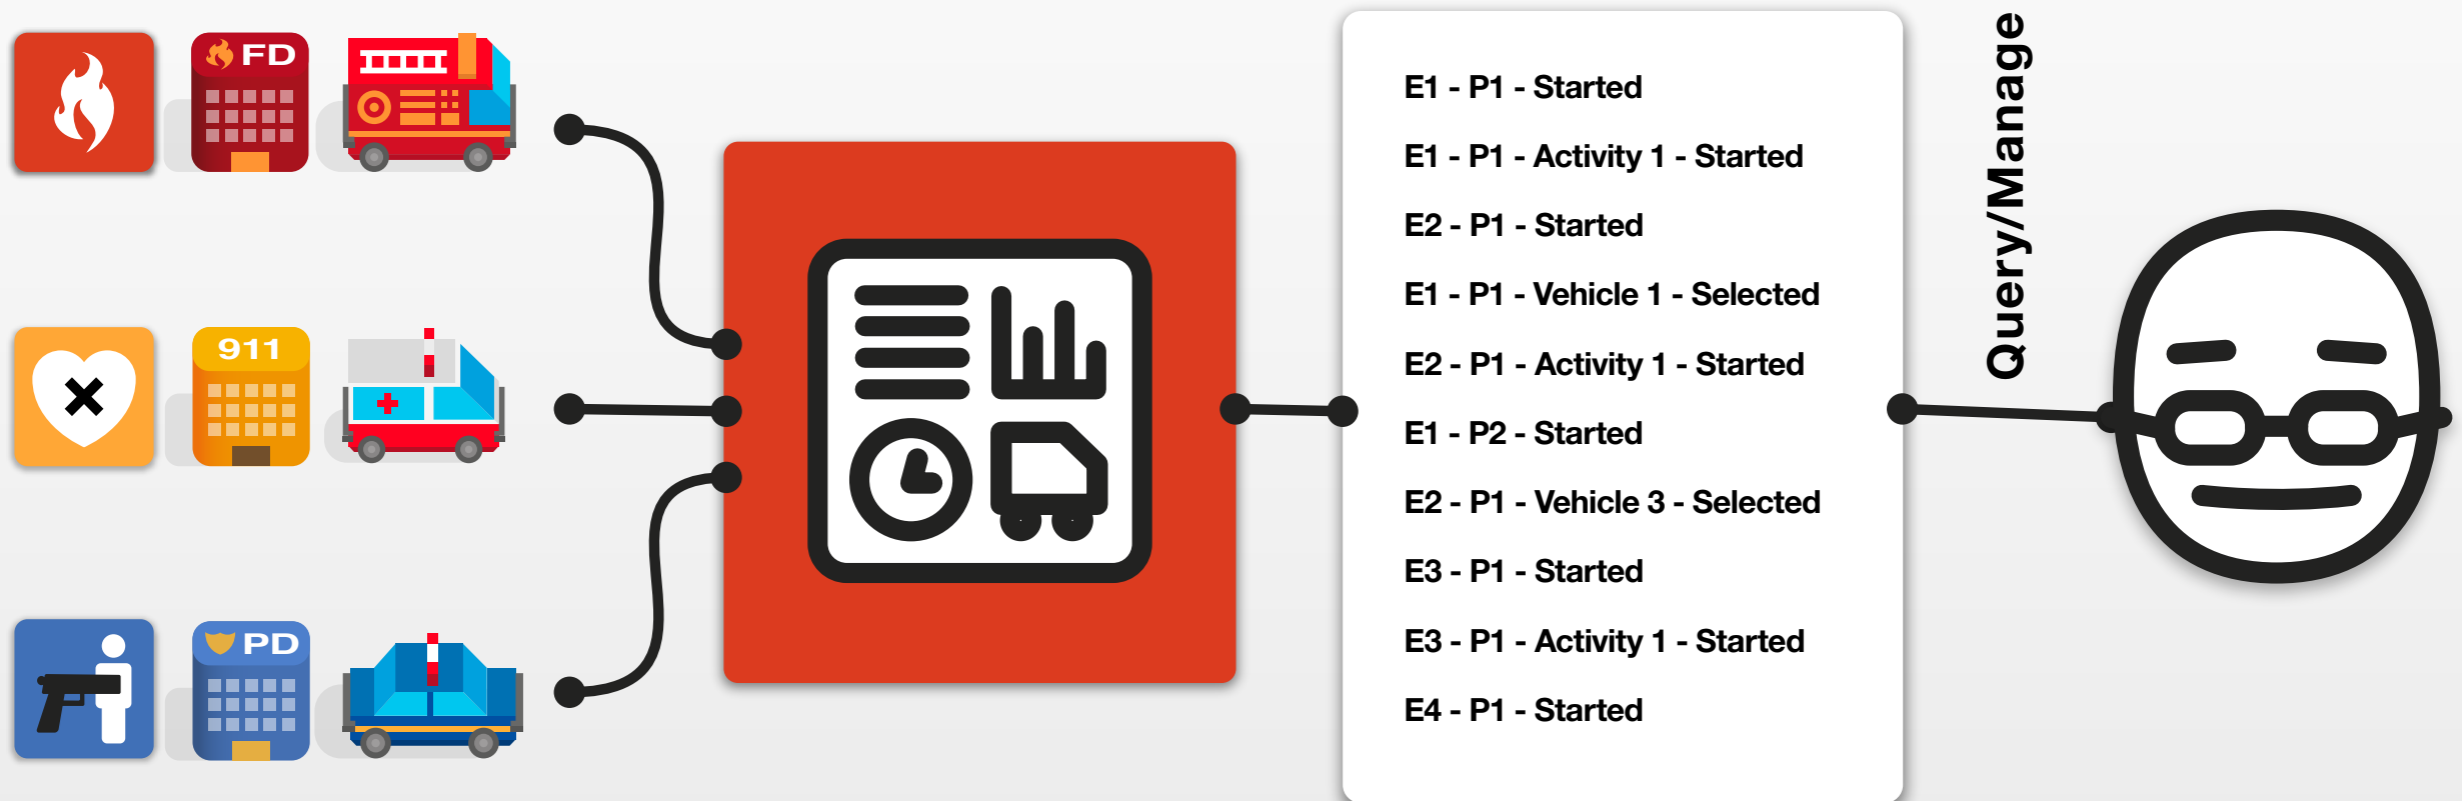 FD
911
PD
E1 - P1 - Started
E1 - P1 - Activity 1 - Started
E2 - P1 - Started
E1 - P1 - Vehicle 1 - Selected
E2 - P1 - Activity 1 - Started
E1 - P2 - Started
E2 - P1 - Vehicle 3 - Selected
E3 - P1 - Started
E3 - P1 - Activity 1 - Started
E4 - P1 - Started
Query/Manage